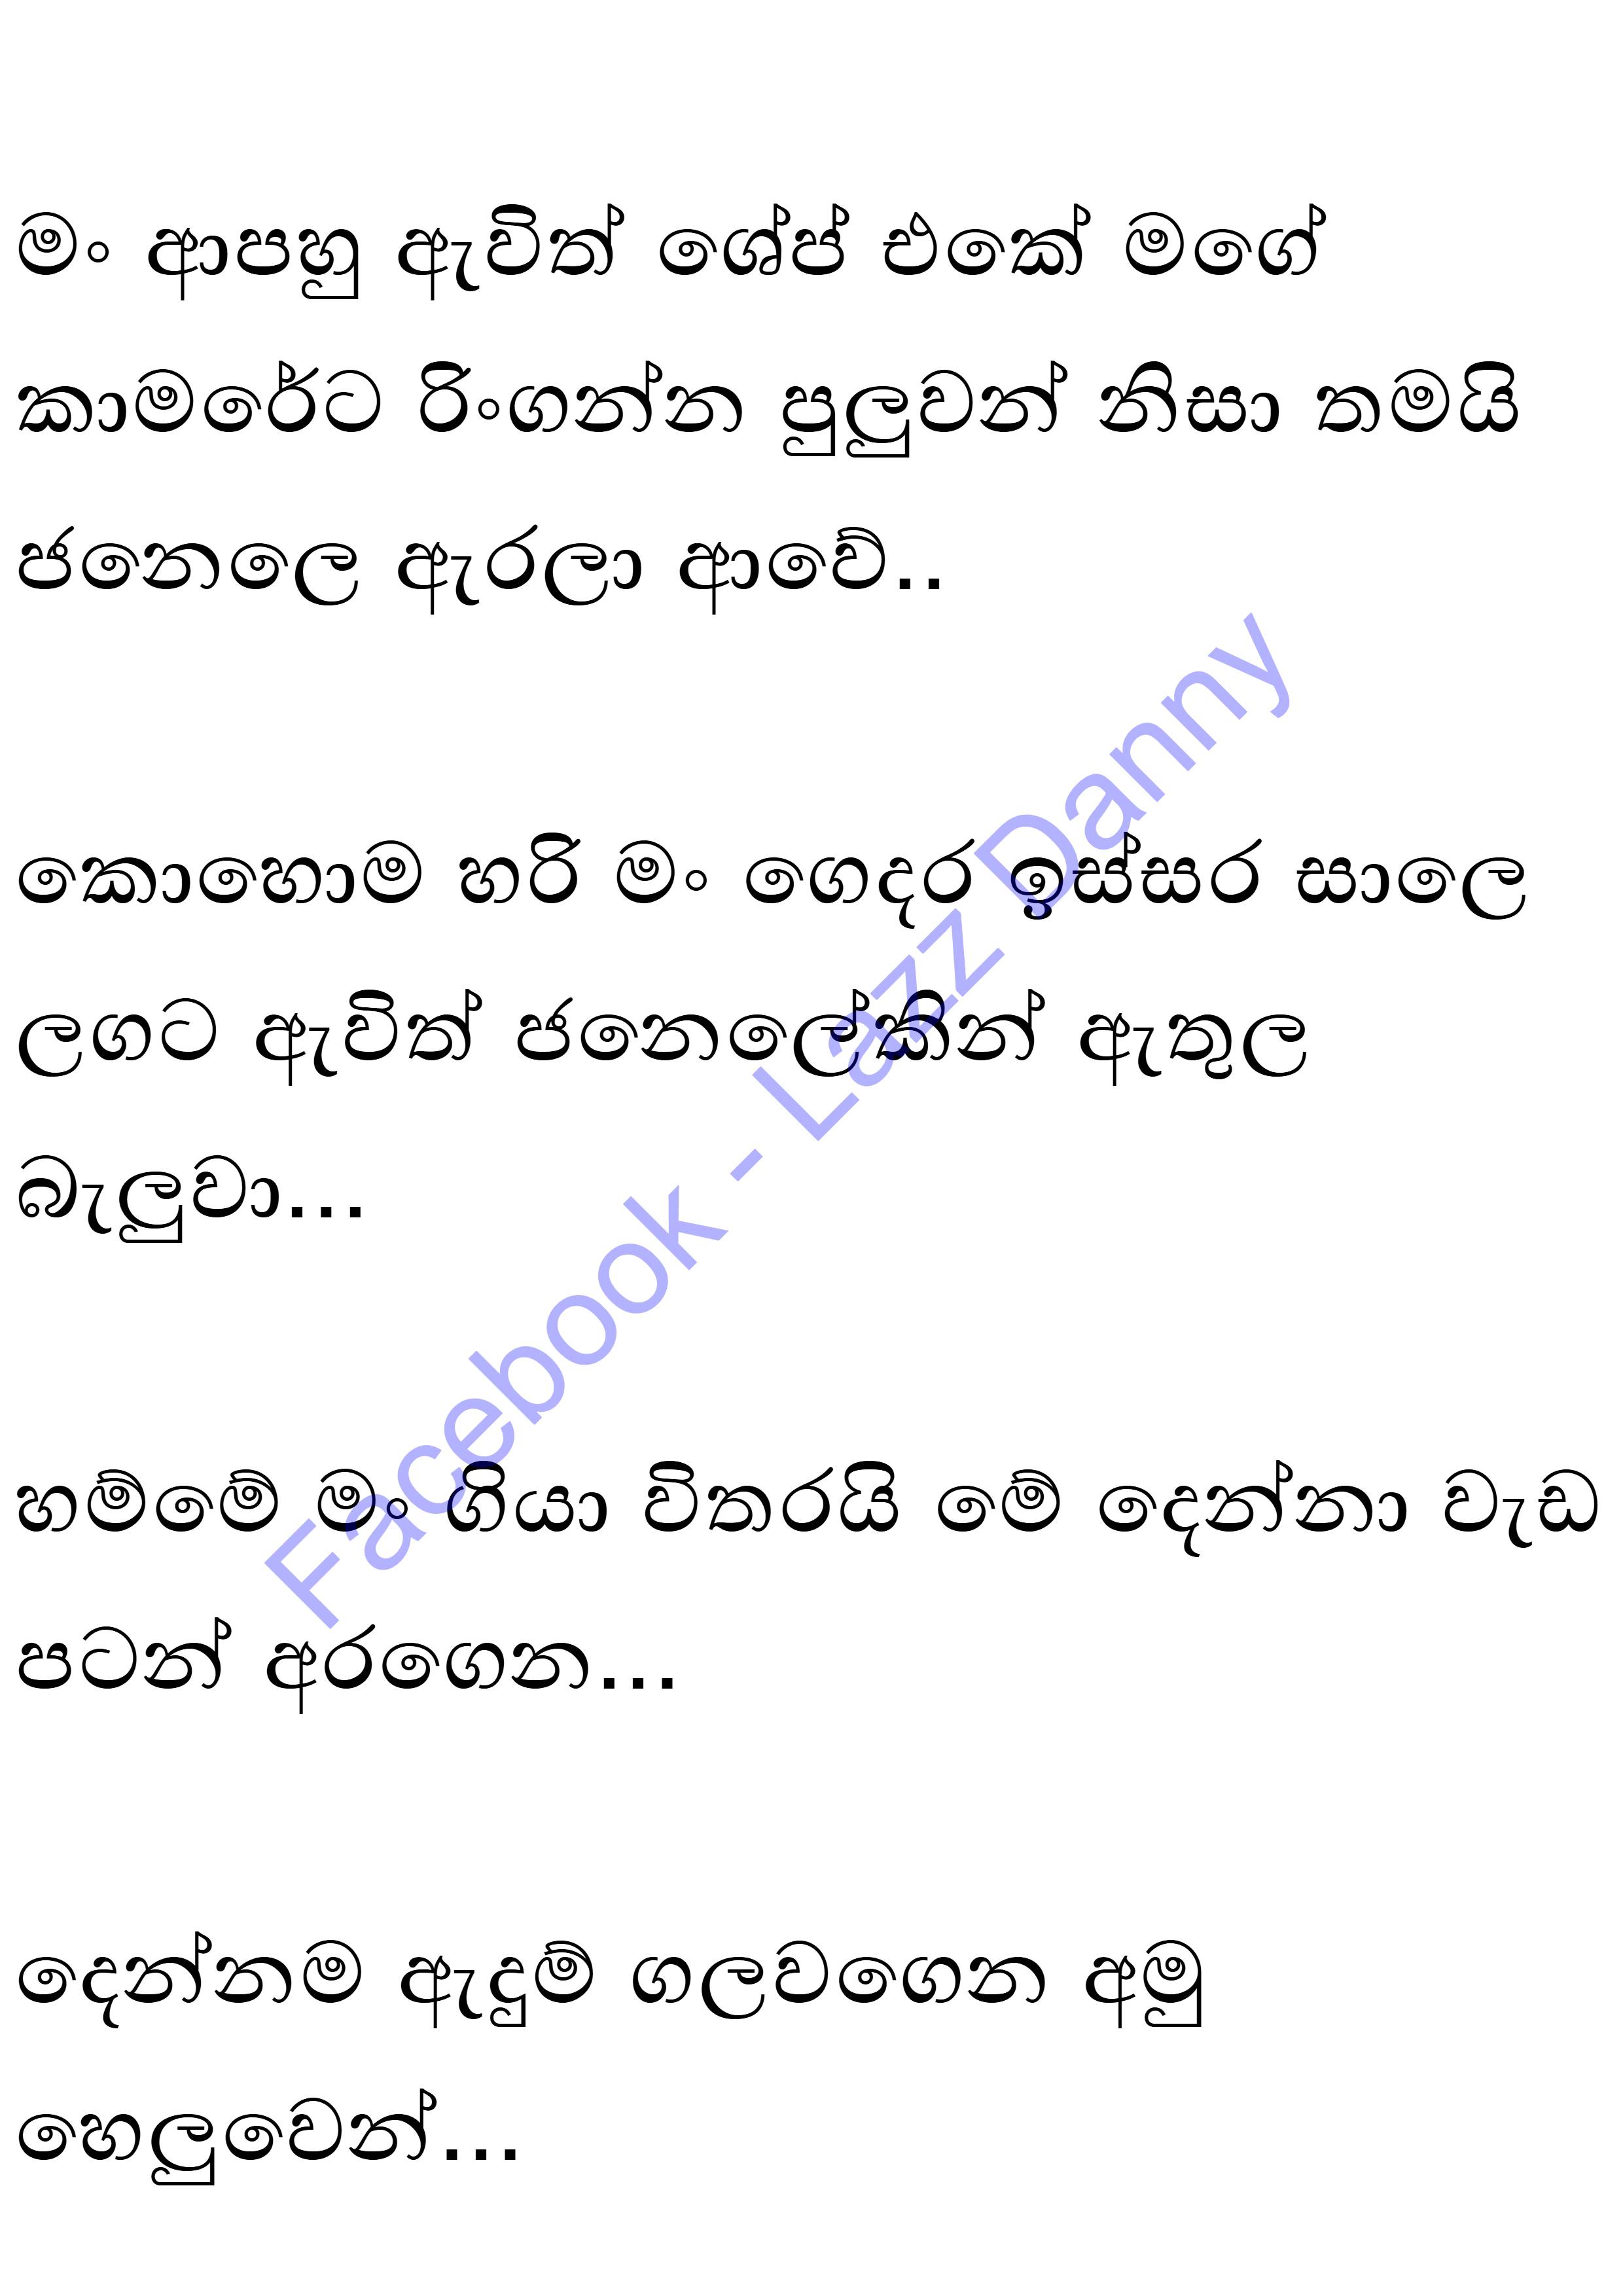 මං ආපහු ඇවිත් ශේප් එකේ මගේ
කාමරේට රිංගන්න පුලුවන් නිසා තමයි
ජනෙලෙ ඇරලා ආවේ..
කොහොම හරි මං ගෙදර ඉස්සර සාලෙ
ලගට ඇවිත් ජනෙලේකින් ඇතුල
බැලුවා...
හම්මේ මං ගියා විතරයි මේ දෙන්නා වැඩ
පටන් අරගෙන...
දෙන්නම ඇදුම් ගලවගෙන අමු
හෙලුවෙන්...
Facebook - Lazz Danny